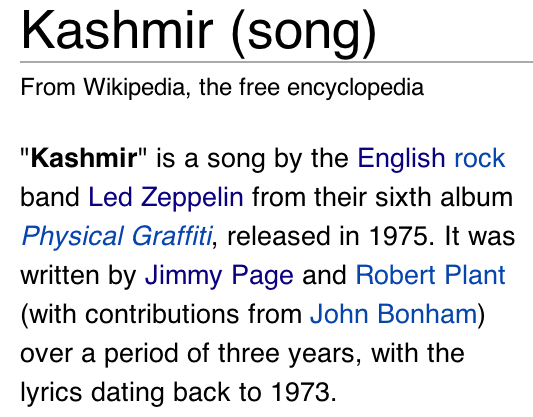 Kashmir (song)
From Wikipedia, the free encyclopedia
"Kashmir" is a song by the English rock
band Led Zeppelin from their sixth album
Physical Graffiti, released in 1975. It was
written by Jimmy Page and Robert Plant
(with contributions from John Bonham)
over a period of three years, with the
lyrics dating back to 1973.